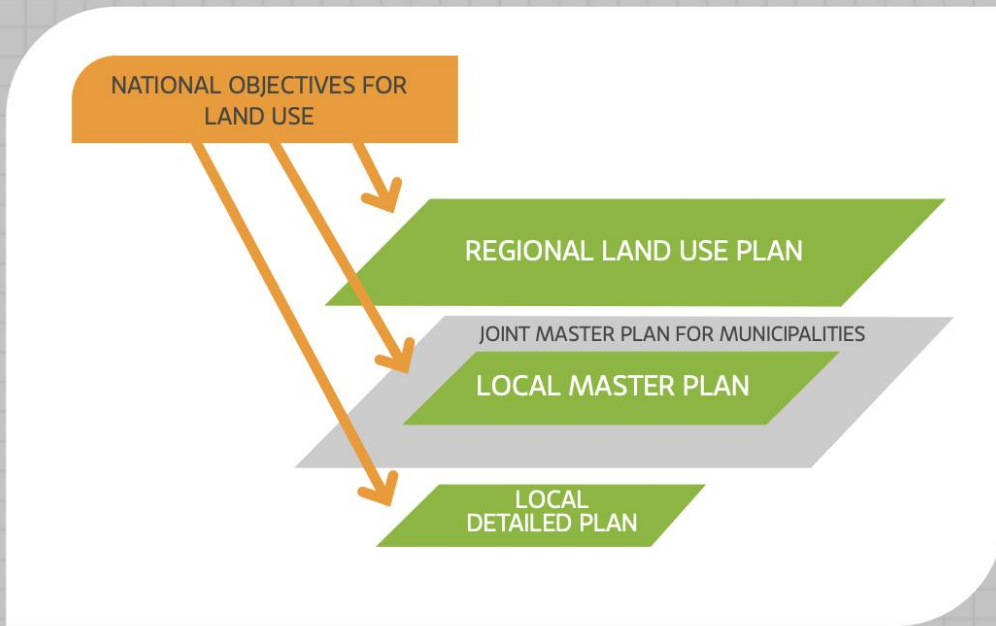 NATIONAL OBJECTIVES FOR
LAND USE
REGIONAL LAND USE PLAN
JOINT MASTER PLAN FOR MUNICIPALITIES
LOCAL MASTER PLAN
LOCAL
DETAILED PLAN